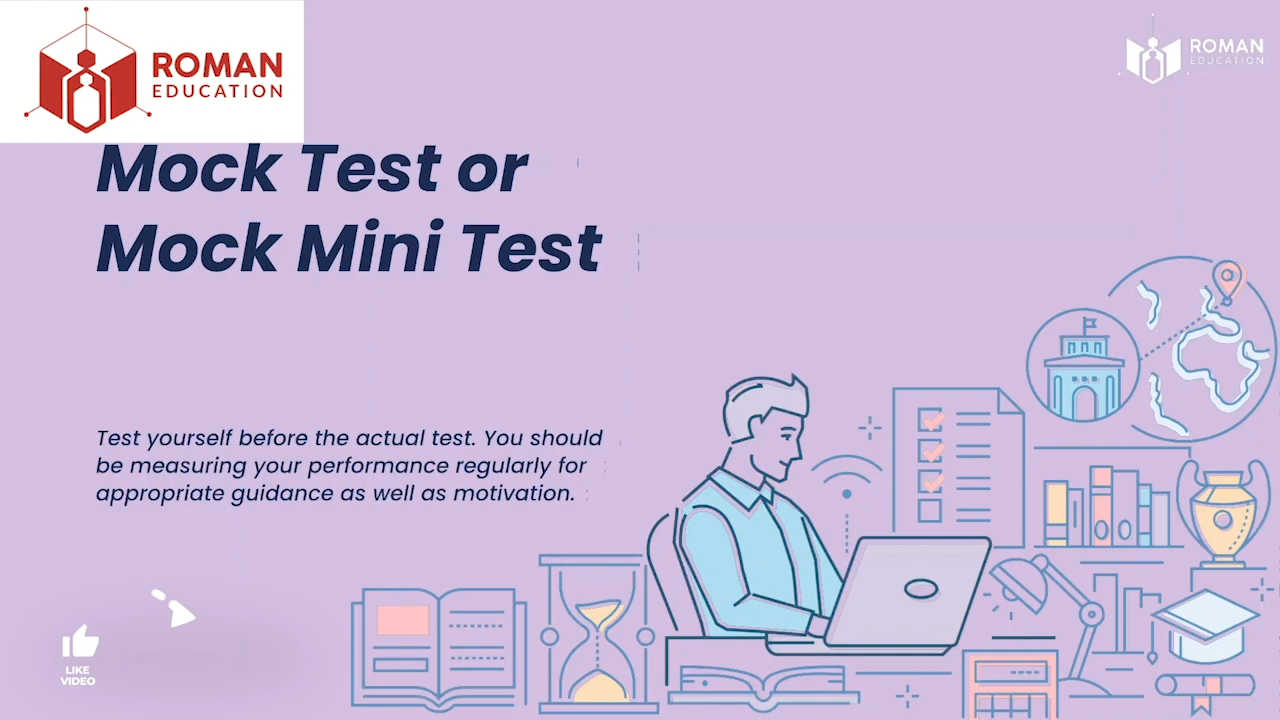 ROMAN
EDUCATION
ROMAN
EDUCATION
Mock Test or
Mock Mini Test
Test yourself before the actual test. You should
be measuring your performance regularly for
appropriate guidance as well as motivation.
LIKE
VIDEO